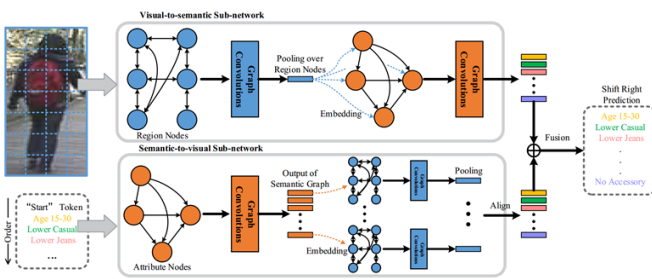 Visual-to-semantic Sub-network
Graph
Convolutions
Pooling over
Region Nodes
Graph
Convolutions
Embedding
Region Nodes
Shift Right
Prediction
Age 15-30
Lower Casual
Lower Jeans
.
.
.
No Accessory
Fusion
Semantic-to-visual Sub-network
Order
"Start" Token
Age 15-30
Lower Casual
Lower Jeans
...
Graph
Convolutions
Attribute Nodes
Output of
Semantic Graph
Embedding
Graph
Convolutions
Graph
Convolutions
Pooling
Align